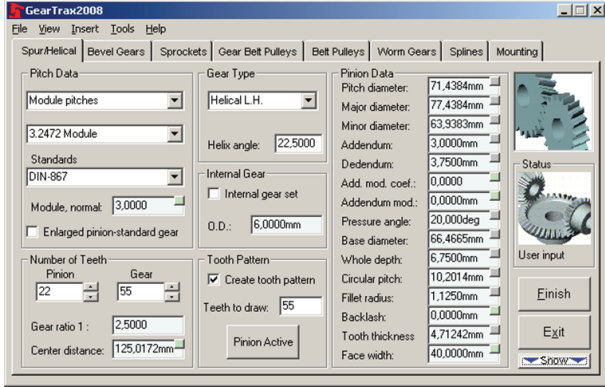 GearTrax2008
File View Insert Tools Help
Spur/Helical Bevel Gears Sprockets Gear Belt Pulleys Belt Pulleys Worm Gears Splines Mounting
Pitch Data
Module pitches
3.2472 Module
Standards
DIN-867
Module, normal: 3,0000
Enlarged pinion-standard gear
Number of Teeth
Pinion Gear
22 55
Gear ratio 1 : 2,5000
Center distance: 125,0172mm
Gear Type
Helical L.H.
Helix angle: 22,5000
Internal Gear
Internal gear set
O.D.: 6,0000mm
Tooth Pattern
Create tooth pattern
Teeth to draw: 55
Pinion Active
Pinion Data
Pitch diameter: 71,4384mm
Major diameter: 77,4384mm
Minor diameter: 63,9383mm
Addendum: 3,0000mm
Dedendum: 3,7500mm
Add. mod. coef.: 0,0000
Addendum mod.: 0,0000mm
Pressure angle: 20,000deg
Base diameter: 66,4665mm
Whole depth: 6,7500mm
Circular pitch: 10,2014mm
Fillet radius: 1,1250mm
Backlash: 0,0000mm
Tooth thickness 4,71242mm
Face width: 40,0000mm
Status
User input
Finish
Exit
Show